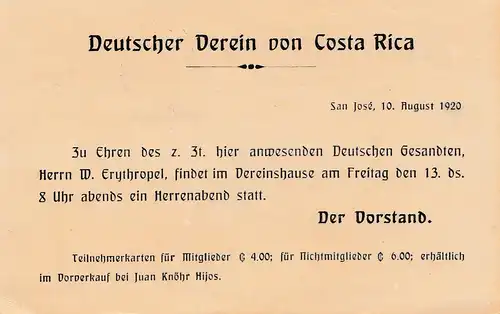 Deutscher Verein von Costa Rica
San José, 10. August 1920
Zu Ehren des z. Zt. hier anwesenden Deutschen Gesandten,
Herrn W. Erythropel, findet im Vereinshause am Freitag den 13. ds.
8 Uhr abends ein Herrenabend statt.
Der Vorstand.
Teilnehmerkarten für Mitglieder ₡ 4.00; für Nichtmitglieder ₡ 6.00; erhältlich
im Vorverkauf bei Juan Knöhr Hijos.